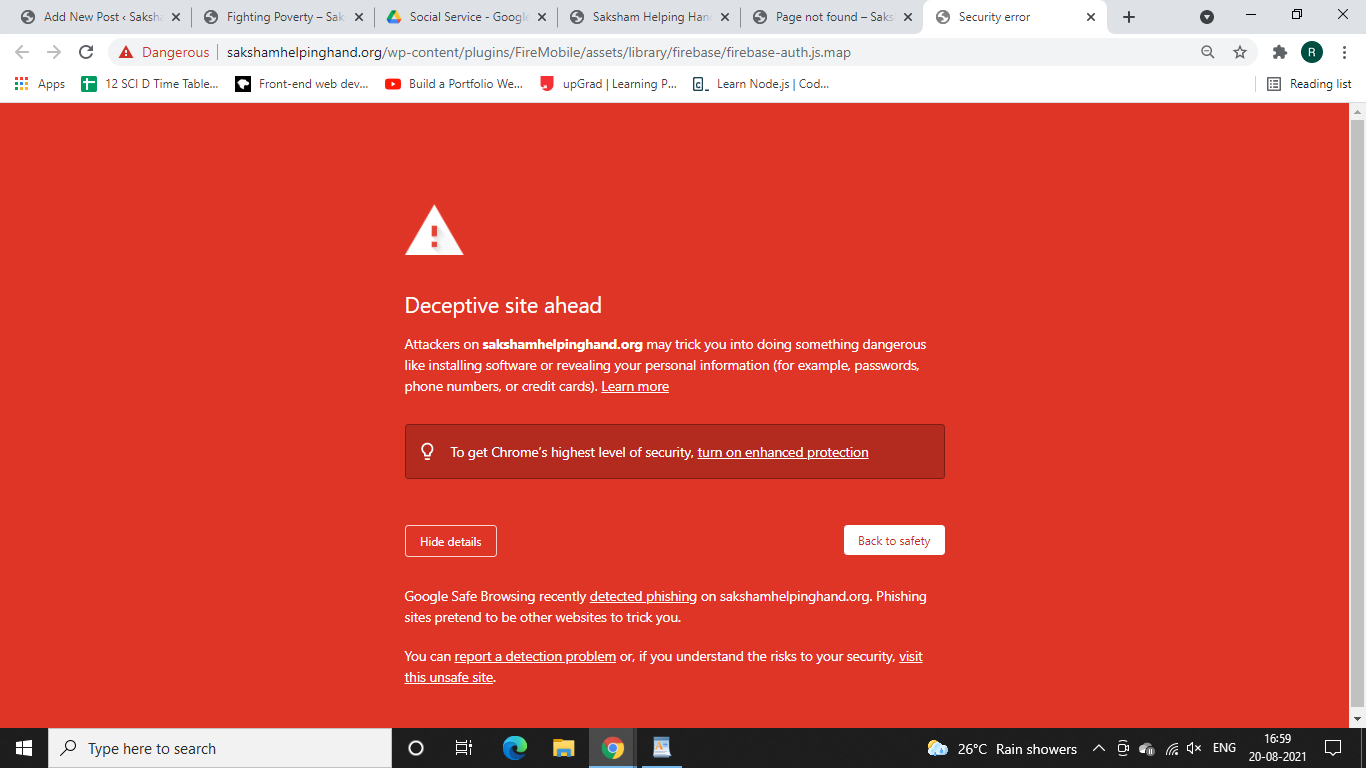 Add New Post ‹ Saksha
Fighting Poverty – Sak
Social Service - Google
Saksham Helping Hand
Page not found – Saks
Security error
Dangerous
sakshamhelpinghand.org/wp-content/plugins/FireMobile/assets/library/firebase/firebase-auth.js.map
R
Apps
12 SCI D Time Table...
Front-end web dev...
Build a Portfolio We...
upGrad | Learning P...
Learn Node.js | Cod...
Reading list
Deceptive site ahead
Attackers on sakshamhelpinghand.org may trick you into doing something dangerous
like installing software or revealing your personal information (for example, passwords,
phone numbers, or credit cards). Learn more
To get Chrome's highest level of security, turn on enhanced protection
Hide details
Back to safety
Google Safe Browsing recently detected phishing on sakshamhelpinghand.org. Phishing
sites pretend to be other websites to trick you.
You can report a detection problem or, if you understand the risks to your security, visit
this unsafe site.
Type here to search
26°C Rain showers
ENG
16:59
20-08-2021